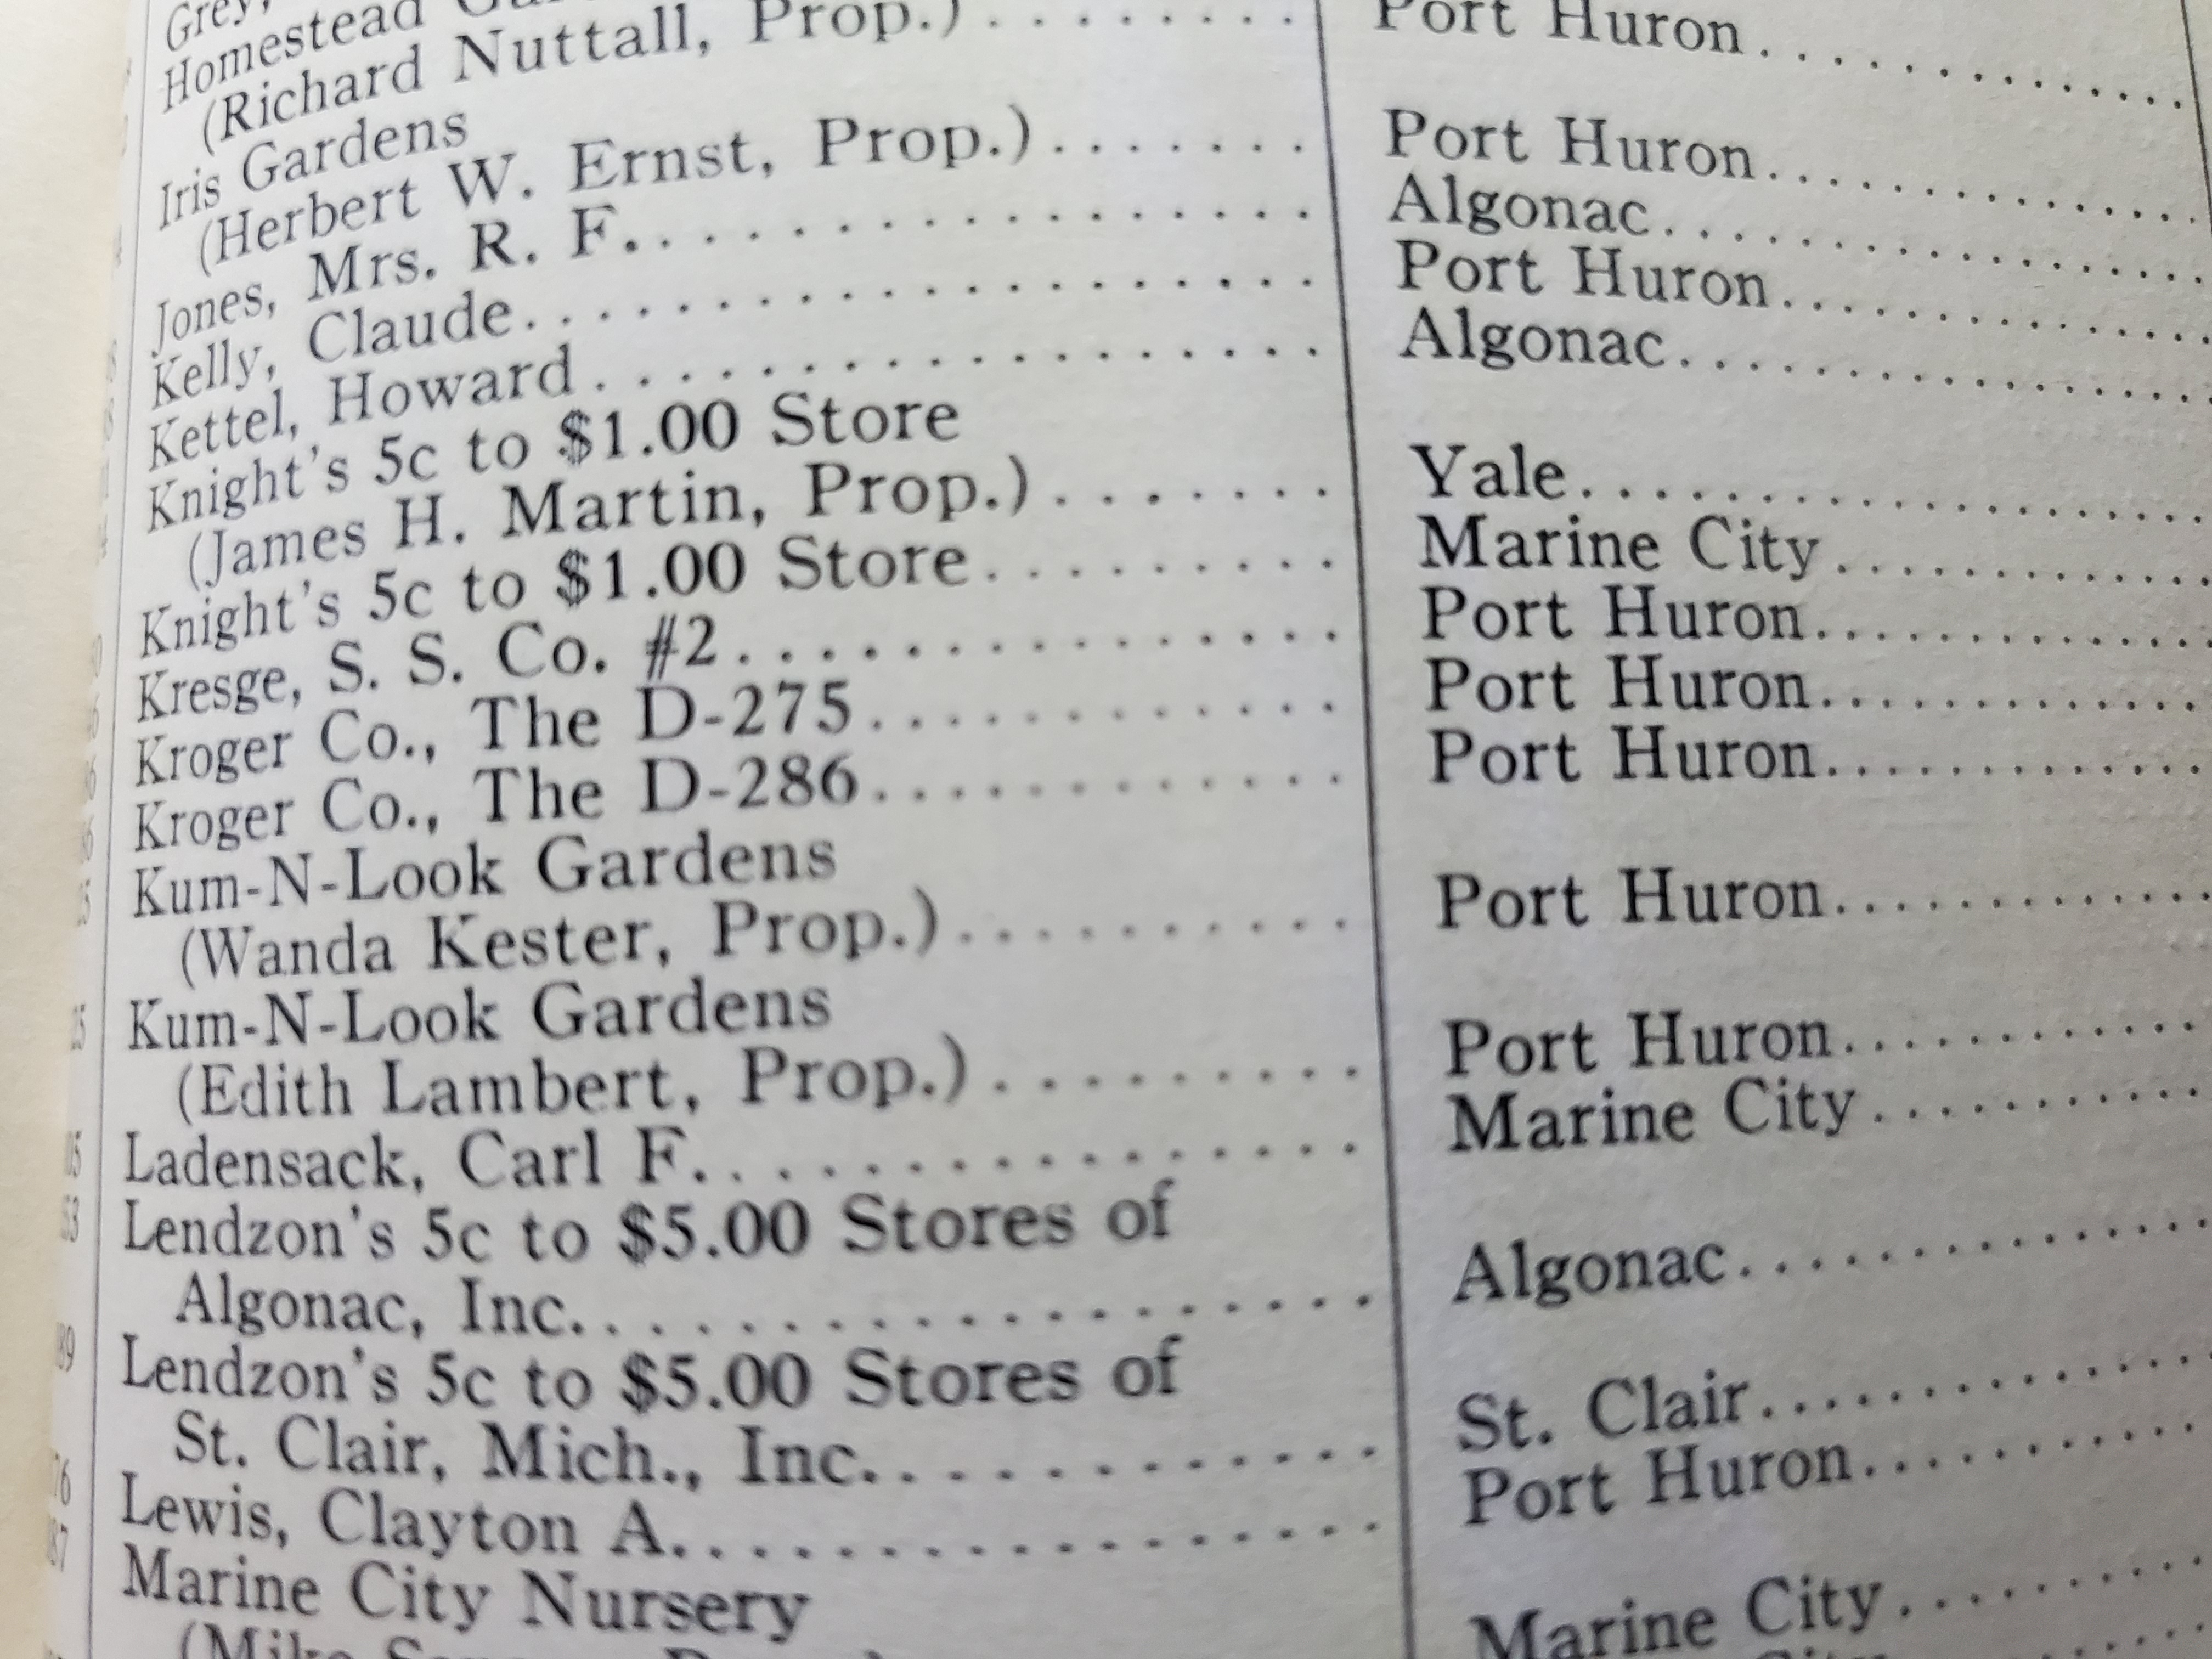 Grey,
Homestead
(Richard Nuttall, Prop.) . . . . . . . . Port Huron . . . . . . . . . . . . .
Iris Gardens
(Herbert W. Ernst, Prop.) . . . . . . . Port Huron . . . . . . . . . . . . .
Jones, Mrs. R. F. . . . . . . . . . . . . . . . Algonac . . . . . . . . . . . . . . .
Kelly, Claude . . . . . . . . . . . . . . . . . . Port Huron . . . . . . . . . . . . .
Kettel, Howard . . . . . . . . . . . . . . . . . Algonac . . . . . . . . . . . . . . .
Knight's 5c to $1.00 Store
(James H. Martin, Prop.) . . . . . . . Yale . . . . . . . . . . . . . . . . .
Knight's 5c to $1.00 Store . . . . . . . . . Marine City . . . . . . . . . . . .
Kresge, S. S. Co. #2 . . . . . . . . . . . . . . Port Huron . . . . . . . . . . . . .
Kroger Co., The D-275 . . . . . . . . . . . . Port Huron . . . . . . . . . . . . .
Kroger Co., The D-286 . . . . . . . . . . . . Port Huron . . . . . . . . . . . . .
Kum-N-Look Gardens
(Wanda Kester, Prop.) . . . . . . . . . . Port Huron . . . . . . . . . . . . .
Kum-N-Look Gardens
(Edith Lambert, Prop.) . . . . . . . . . Port Huron . . . . . . . . . . . .
Ladensack, Carl F. . . . . . . . . . . . . . . . Marine City . . . . . . . . . . .
Lendzon's 5c to $5.00 Stores of
Algonac, Inc. . . . . . . . . . . . . . . . . Algonac . . . . . . . . . . . . . . .
Lendzon's 5c to $5.00 Stores of
St. Clair, Mich., Inc. . . . . . . . . . . . St. Clair . . . . . . . . . . . . . .
Lewis, Clayton A. . . . . . . . . . . . . . . . . Port Huron . . . . . . . . . . .
Marine City Nursery
Marine City . . . . . . . . . .